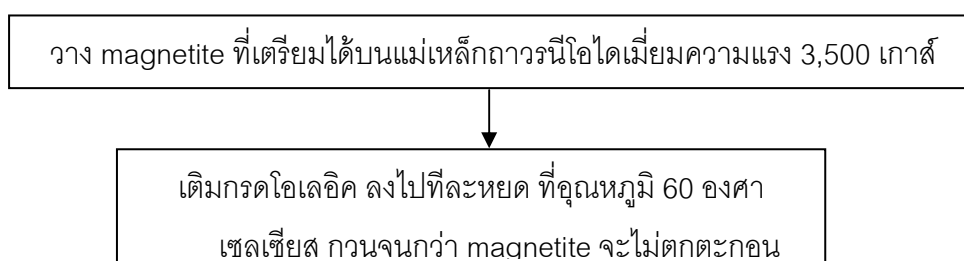 วาง magnetite ที่เตรียมได้บนแม่เหล็กถาวรนีโอไดเมี่ยมความแรง 3,500 เกาส์
เติมกรดโอเลอิค ลงไปทีละหยด ที่อุณหภูมิ 60 องศา
เซลเซียส กวนจนกว่า magnetite จะไม่ตกตะกอน